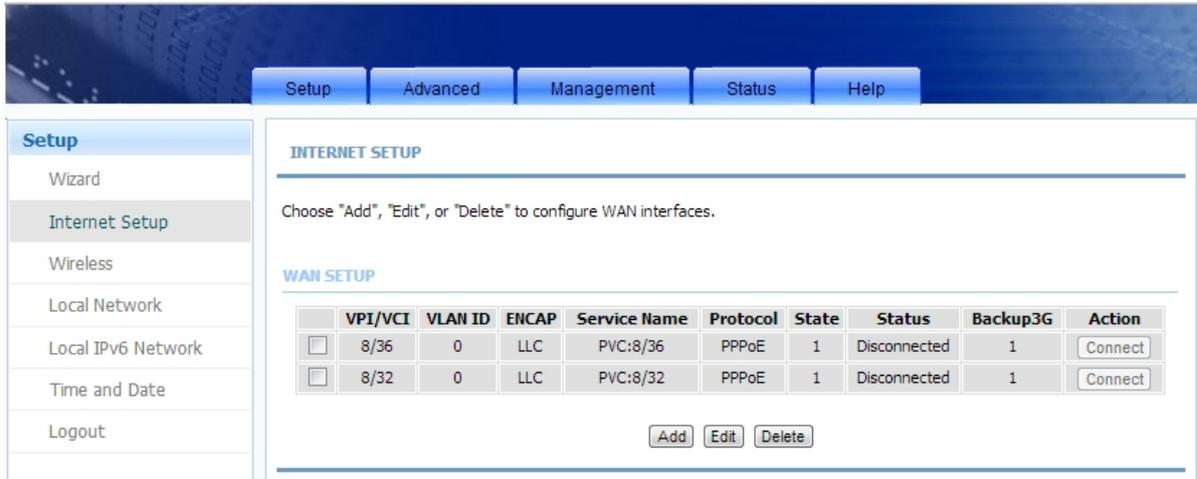 Setup Advanced Management Status Help
Setup
Wizard
Internet Setup
Wireless
Local Network
Local IPv6 Network
Time and Date
Logout
INTERNET SETUP
Choose "Add", "Edit", or "Delete" to configure WAN interfaces.
WAN SETUP
VPI/VCI VLAN ID ENCAP Service Name Protocol State Status Backup3G Action
8/36 0 LLC PVC:8/36 PPPoE 1 Disconnected 1 Connect
8/32 0 LLC PVC:8/32 PPPoE 1 Disconnected 1 Connect
Add Edit Delete